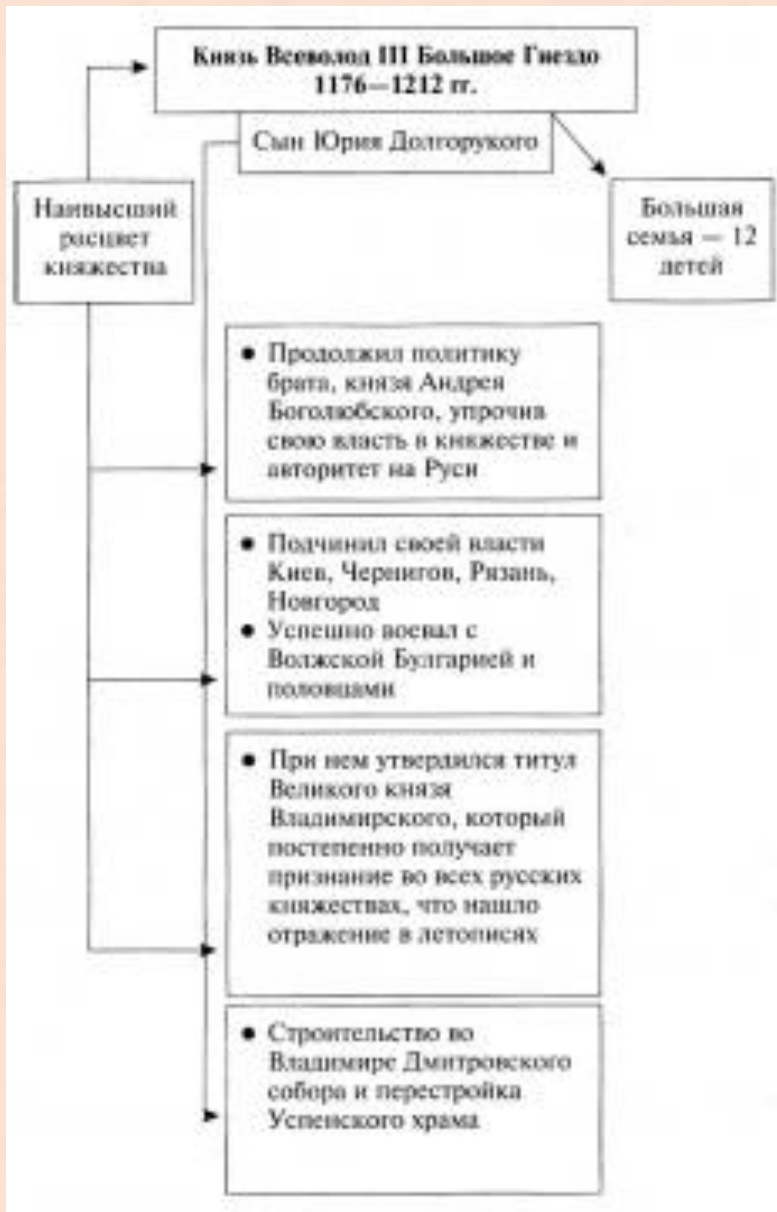 Князь Всеволод III Большое Гнездо
1176—1212 гг.
Сын Юрия Долгорукого
Наивысший
расцвет
княжества
Большая
семья — 12
детей
● Продолжил политику
брата, князя Андрея
Боголюбского, упрочив
свою власть в княжестве и
авторитет на Руси
● Подчинил своей власти
Киев, Чернигов, Рязань,
Новгород
● Успешно воевал с
Волжской Булгарией и
половцами
● При нем утвердился титул
Великого князя
Владимирского, который
постепенно получает
признание во всех русских
княжествах, что нашло
отражение в летописях
● Строительство во
Владимире Дмитровского
собора и перестройка
Успенского храма